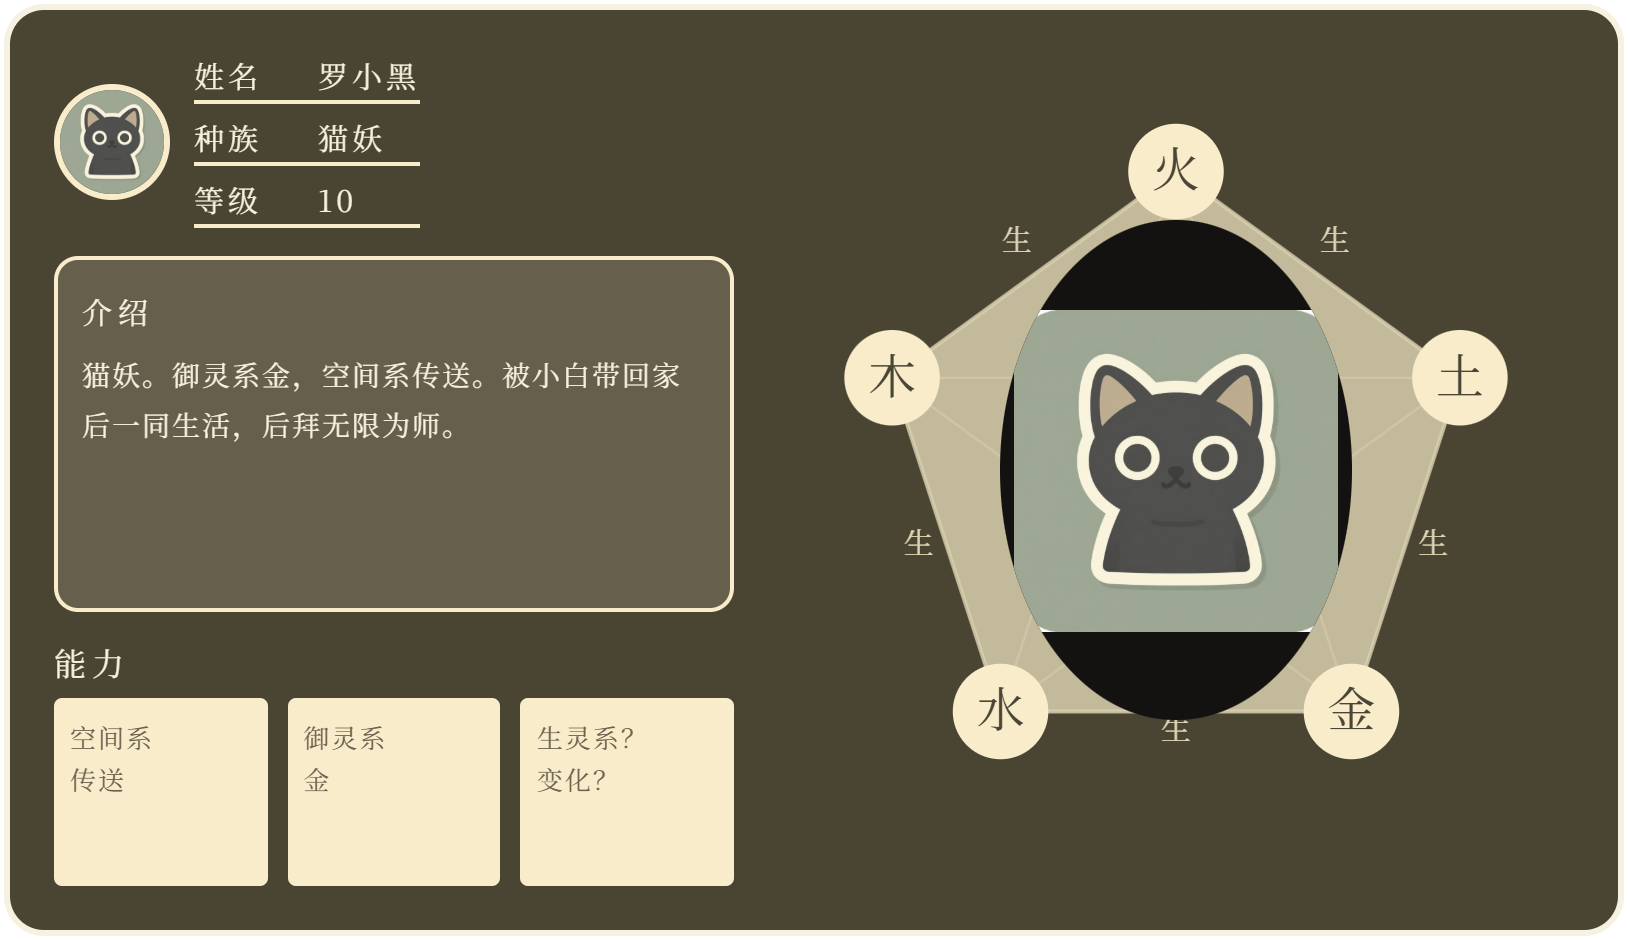 姓名 罗小黑
种族 猫妖
等级 10
介绍
猫妖。御灵系金，空间系传送。被小白带回家
后一同生活，后拜无限为师。
能力
空间系
传送
御灵系
金
生灵系？
变化？
火
生 生
木 土
生 生
水 金
生